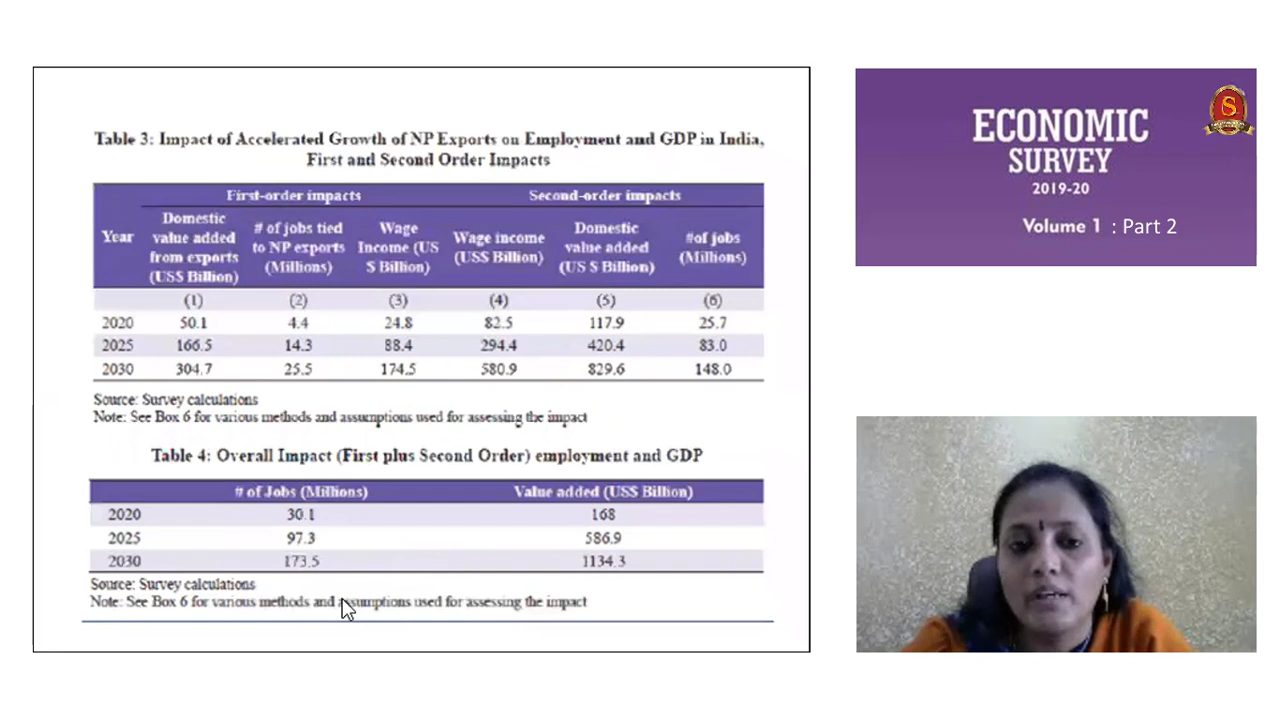 Table 3: Impact of Accelerated Growth of NP Exports on Employment and GDP in India,
First and Second Order Impacts
First-order impacts Second-order impacts
Year Domestic value added from exports (US$ Billion) # of jobs tied to NP exports (Millions) Wage Income (US $ Billion) Wage income (US$ Billion) Domestic value added (US $ Billion) #of jobs (Millions)
(1) (2) (3) (4) (5) (6)
2020 50.1 4.4 24.8 82.5 117.9 25.7
2025 166.5 14.3 88.4 294.4 420.4 83.0
2030 304.7 25.5 174.5 580.9 829.6 148.0
Source: Survey calculations
Note: See Box 6 for various methods and assumptions used for assessing the impact
Table 4: Overall Impact (First plus Second Order) employment and GDP
# of Jobs (Millions) Value added (US$ Billion)
2020 30.1 168
2025 97.3 586.9
2030 173.5 1134.3
Source: Survey calculations
Note: See Box 6 for various methods and assumptions used for assessing the impact
ECONOMIC
SURVEY
2019-20
Volume 1 : Part 2
S